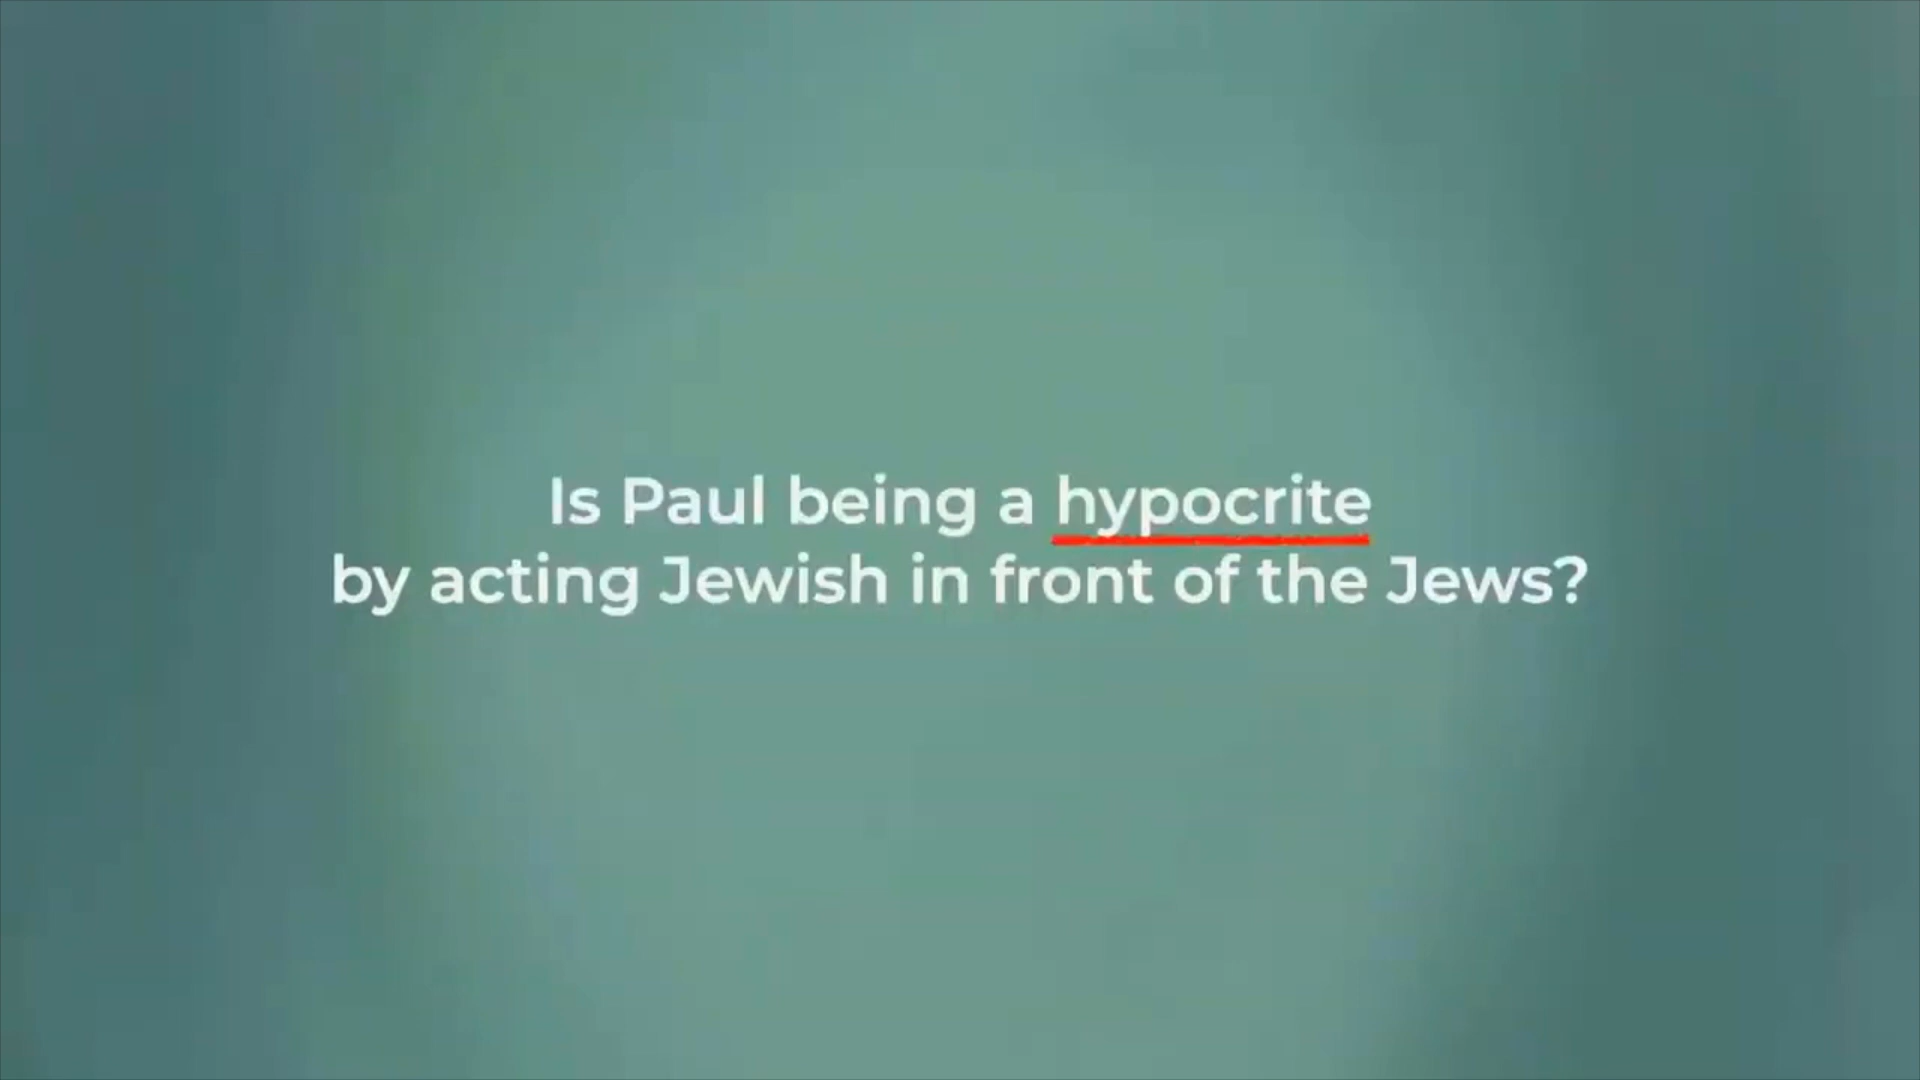 Is Paul being a hypocrite
by acting Jewish in front of the Jews?